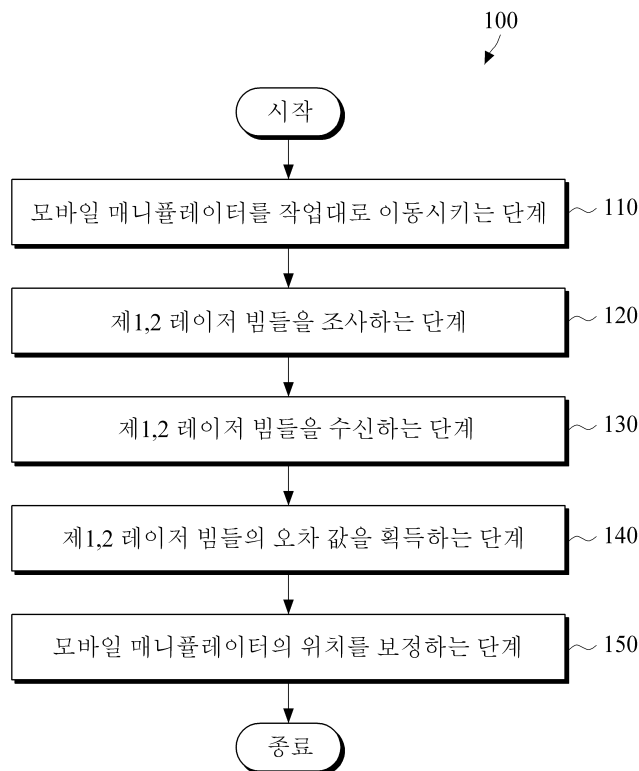 100
시작
모바일 매니퓰레이터를 작업대로 이동시키는 단계
110
제1,2 레이저 빔들을 조사하는 단계
120
제1,2 레이저 빔들을 수신하는 단계
130
제1,2 레이저 빔들의 오차 값을 획득하는 단계
140
모바일 매니퓰레이터의 위치를 보정하는 단계
150
종료